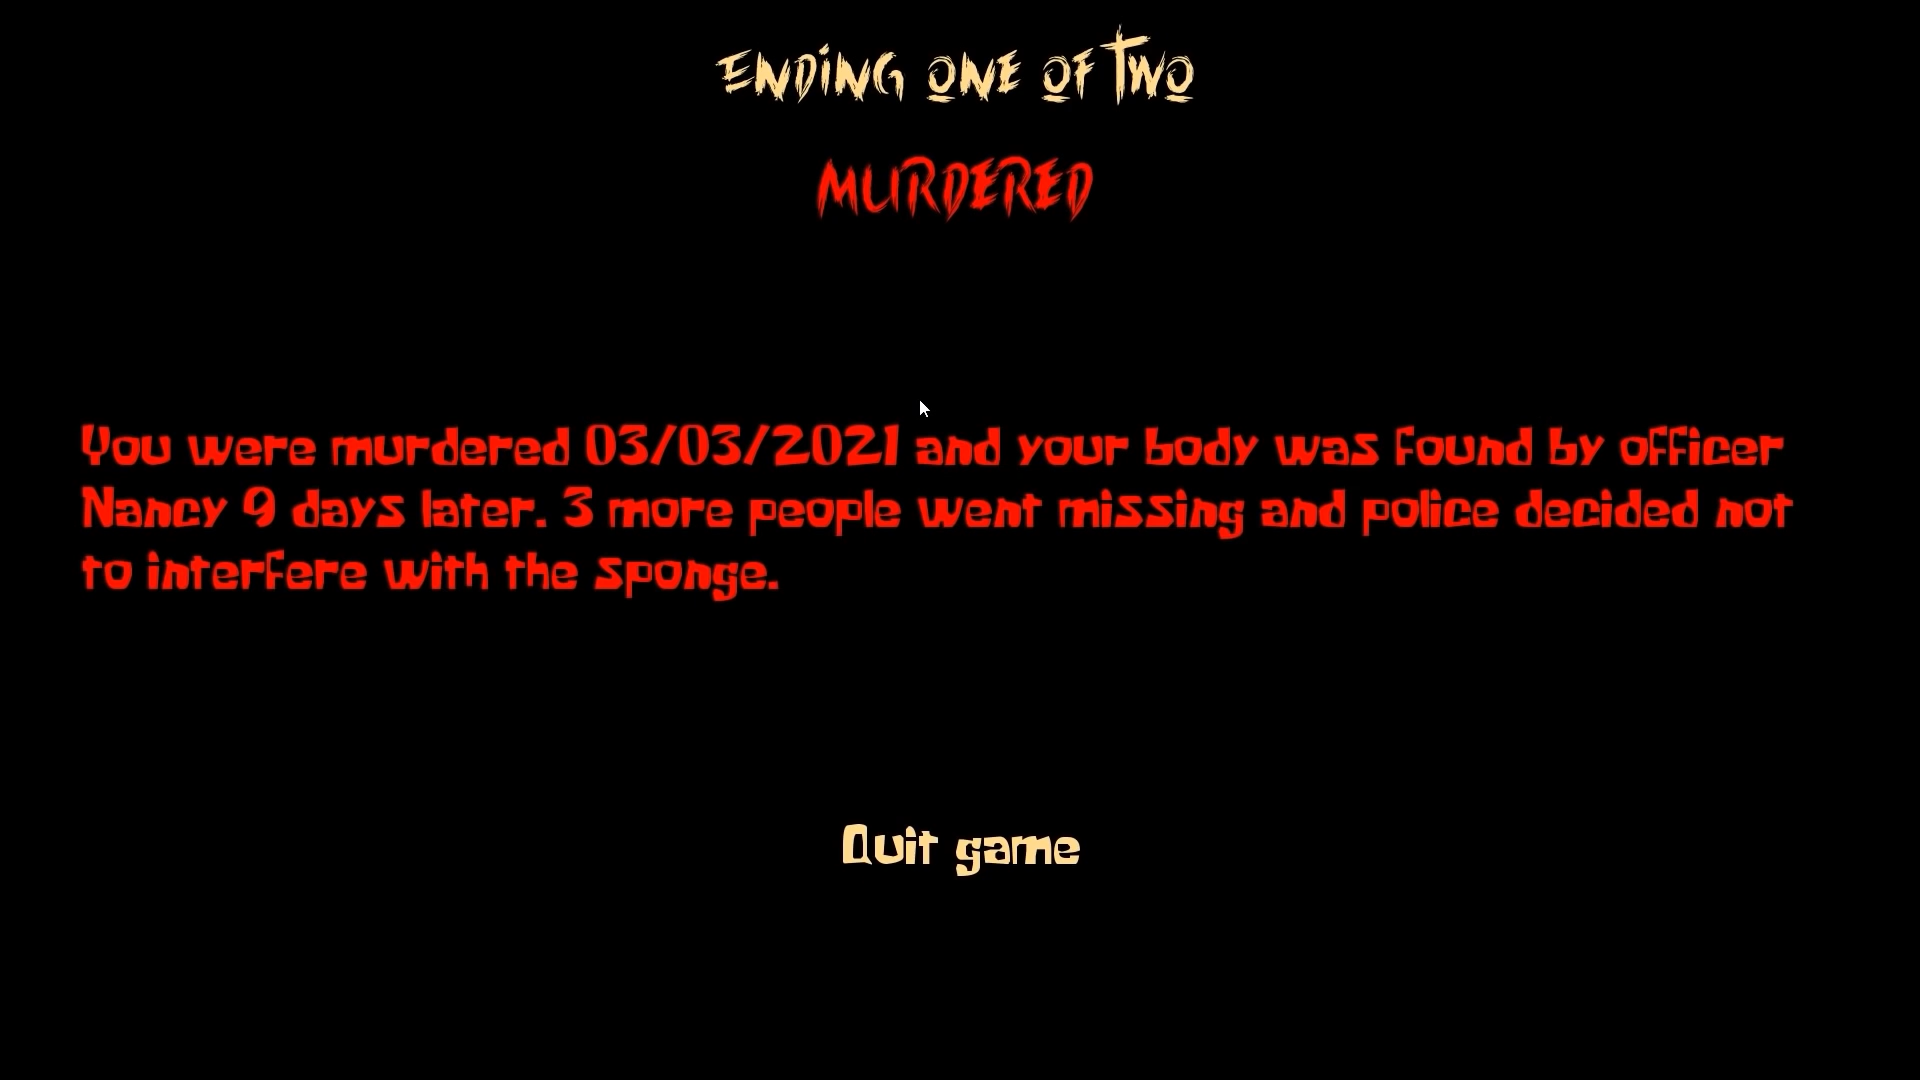 ENDING ONE OF TWO
MURDERED
You were murdered 03/03/2021 and your body was found by officer
Nancy 9 days later. 3 more people went missing and police decided not
to interfere with the sponge.
Quit game